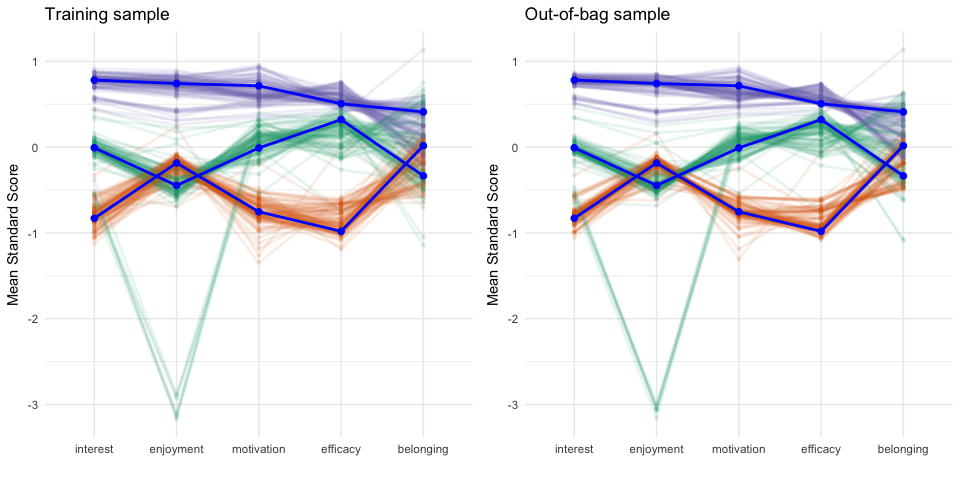 Training sample
Mean Standard Score
1
0
-1
-2
-3
interest enjoyment motivation efficacy belonging
Out-of-bag sample
Mean Standard Score
1
0
-1
-2
-3
interest enjoyment motivation efficacy belonging